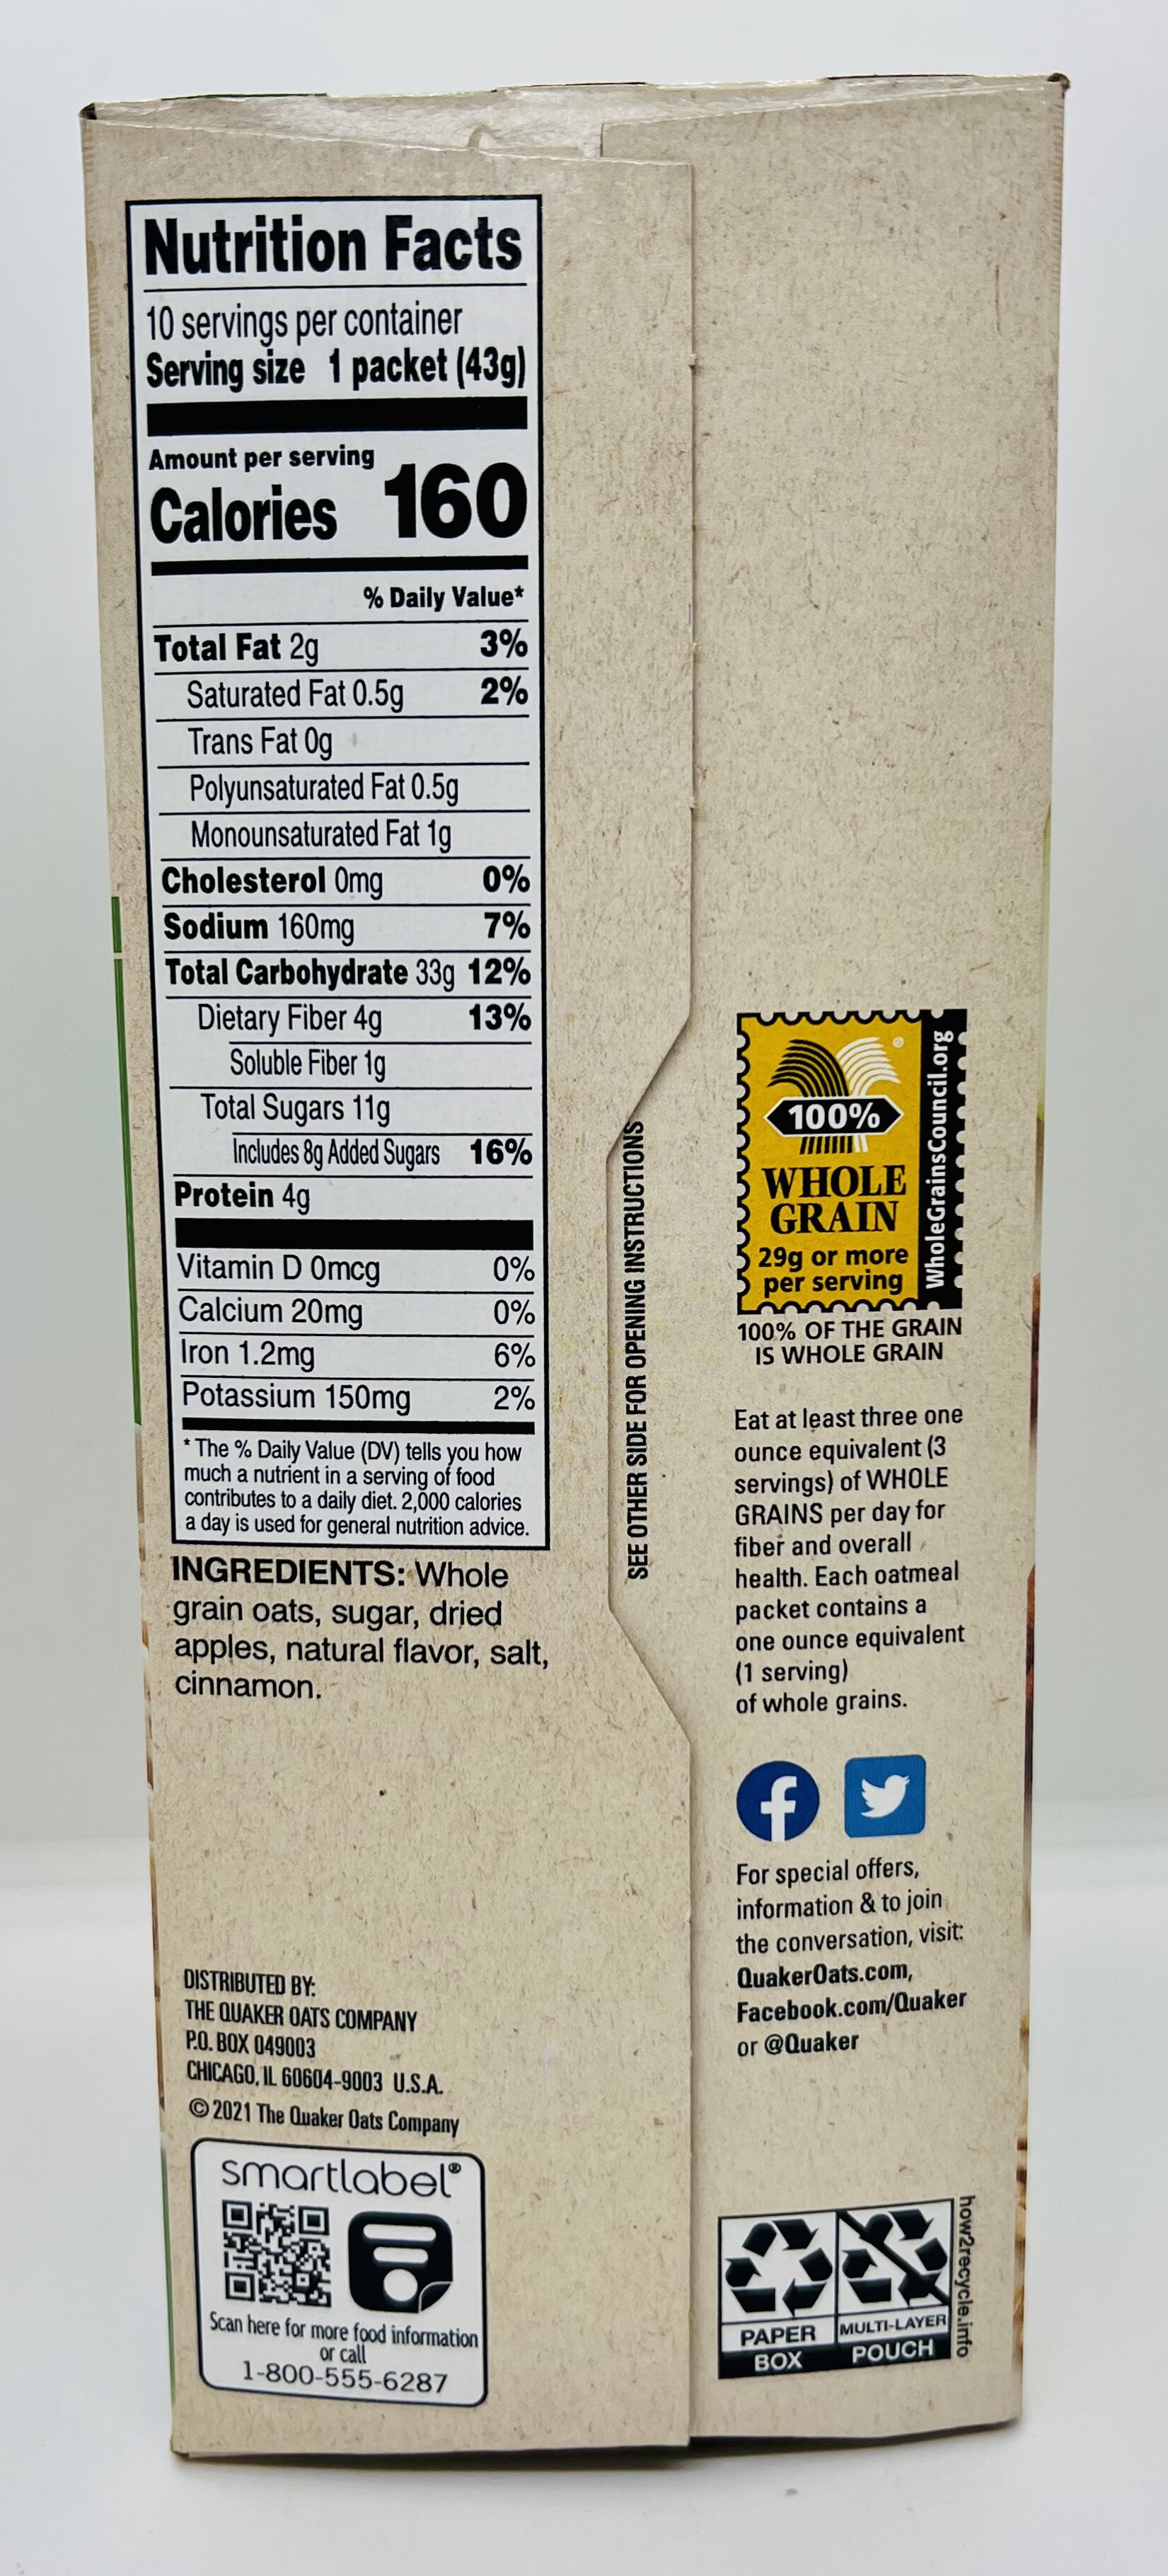 Nutrition Facts
10 servings per container
Serving size 1 packet (43g)
Amount per serving
Calories 160
% Daily Value*
Total Fat 2g 3%
Saturated Fat 0.5g 2%
Trans Fat 0g
Polyunsaturated Fat 0.5g
Monounsaturated Fat 1g
Cholesterol 0mg 0%
Sodium 160mg 7%
Total Carbohydrate 33g 12%
Dietary Fiber 4g 13%
Soluble Fiber 1g
Total Sugars 11g
Includes 8g Added Sugars 16%
Protein 4g
Vitamin D 0mcg 0%
Calcium 20mg 0%
Iron 1.2mg 6%
Potassium 150mg 2%
* The % Daily Value (DV) tells you how
much a nutrient in a serving of food
contributes to a daily diet. 2,000 calories
a day is used for general nutrition advice.
INGREDIENTS: Whole
grain oats, sugar, dried
apples, natural flavor, salt,
cinnamon.
DISTRIBUTED BY:
THE QUAKER OATS COMPANY
P.O. BOX 049003
CHICAGO, IL 60604-9003 U.S.A.
© 2021 The Quaker Oats Company
smartlabel®
Scan here for more food information
or call
1-800-555-6287
SEE OTHER SIDE FOR OPENING INSTRUCTIONS
®
100%
WHOLE
GRAIN
29g or more
per serving
WholeGrainsCouncil.org
100% OF THE GRAIN
IS WHOLE GRAIN
Eat at least three one
ounce equivalent (3
servings) of WHOLE
GRAINS per day for
fiber and overall
health. Each oatmeal
packet contains a
one ounce equivalent
(1 serving)
of whole grains.
f
For special offers,
information & to join
the conversation, visit:
QuakerOats.com,
Facebook.com/Quaker
or @Quaker
PAPER
BOX
MULTI-LAYER
POUCH
how2recycle.info